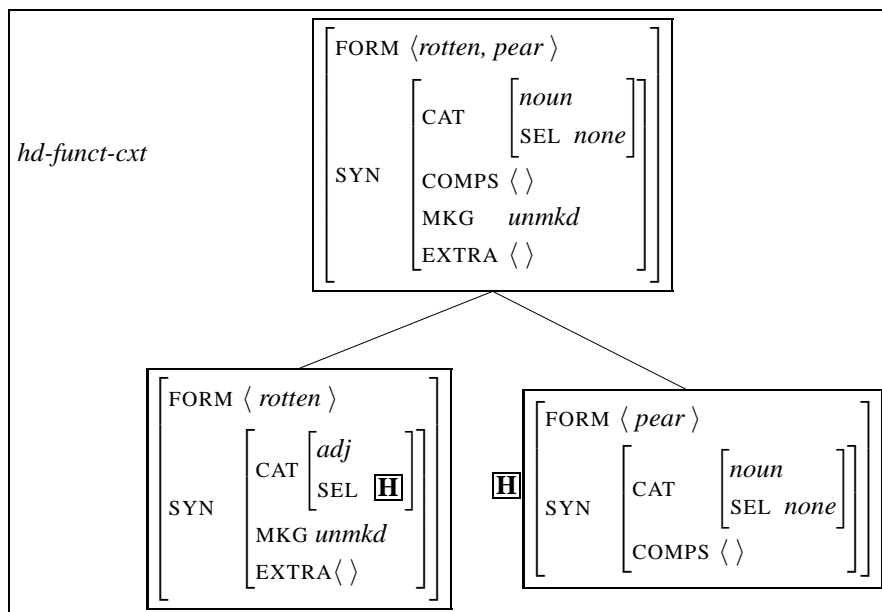 FORM ⟨rotten, pear ⟩
CAT [noun
SEL none]
hd-funct-cxt
SYN
COMPS ⟨ ⟩
MKG unmkd
EXTRA ⟨ ⟩
FORM ⟨ rotten ⟩
CAT [adj
SEL H]
SYN
MKG unmkd
EXTRA⟨ ⟩
H
FORM ⟨ pear ⟩
CAT [noun
SEL none]
SYN
COMPS ⟨ ⟩